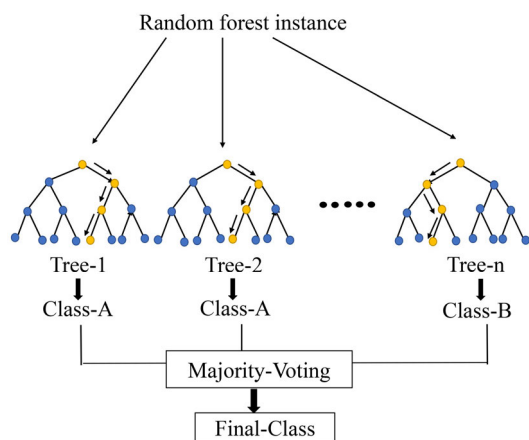 Random forest instance
Tree-1
Tree-2
Tree-n
Class-A
Class-A
Class-B
Majority-Voting
Final-Class